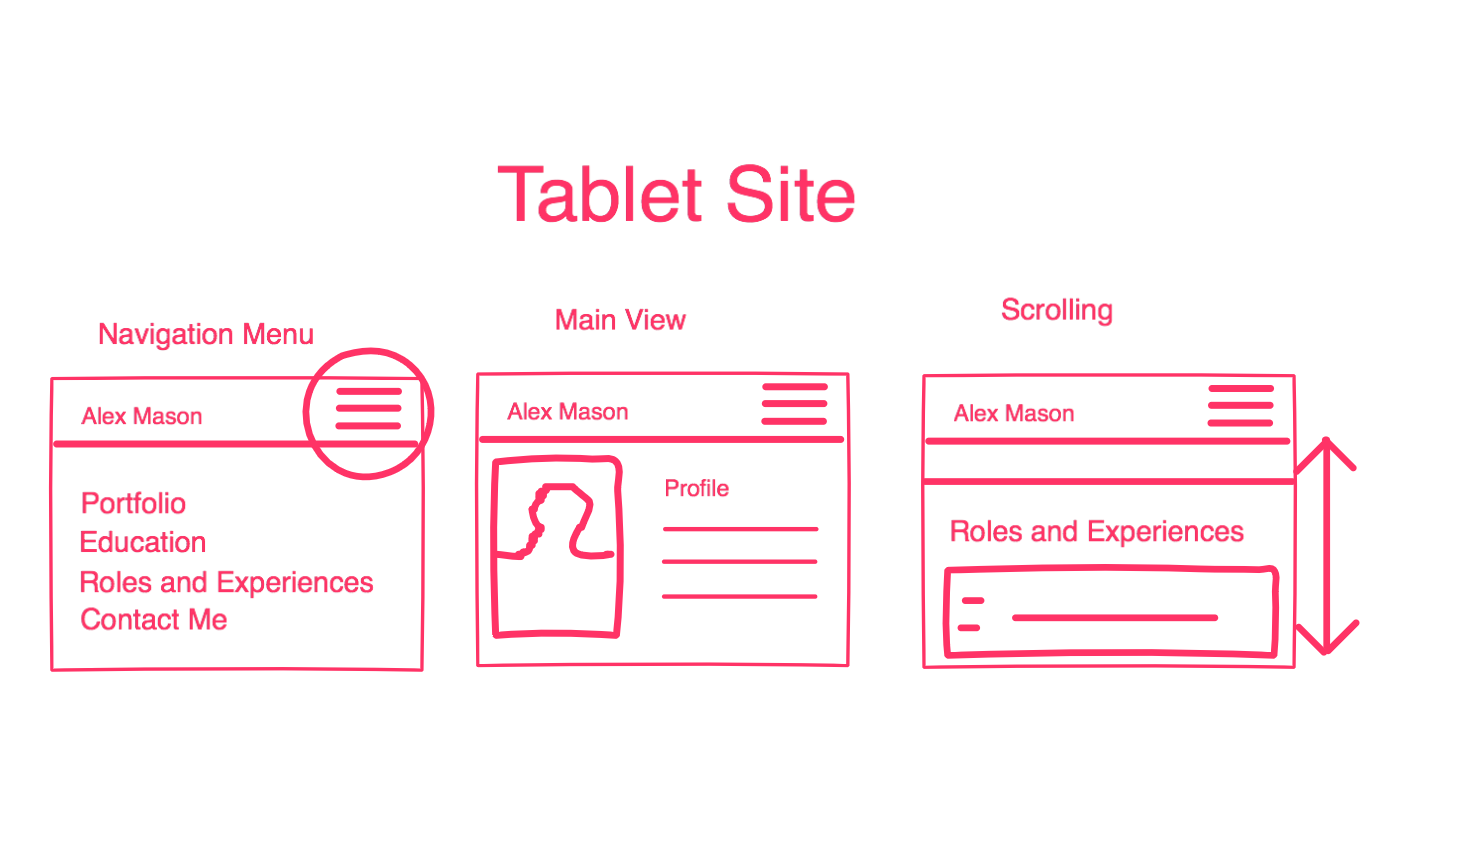 Tablet Site
Navigation Menu
Alex Mason
Portfolio
Education
Roles and Experiences
Contact Me
Main View
Alex Mason
Profile
Scrolling
Alex Mason
Roles and Experiences